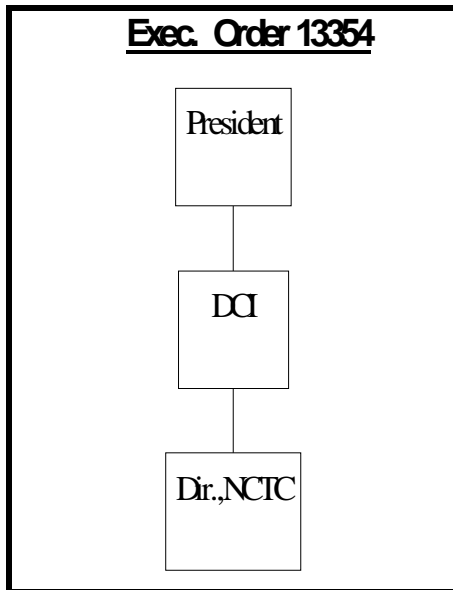 Exec. Order 13354
President
DCI
Dir.,NCTC